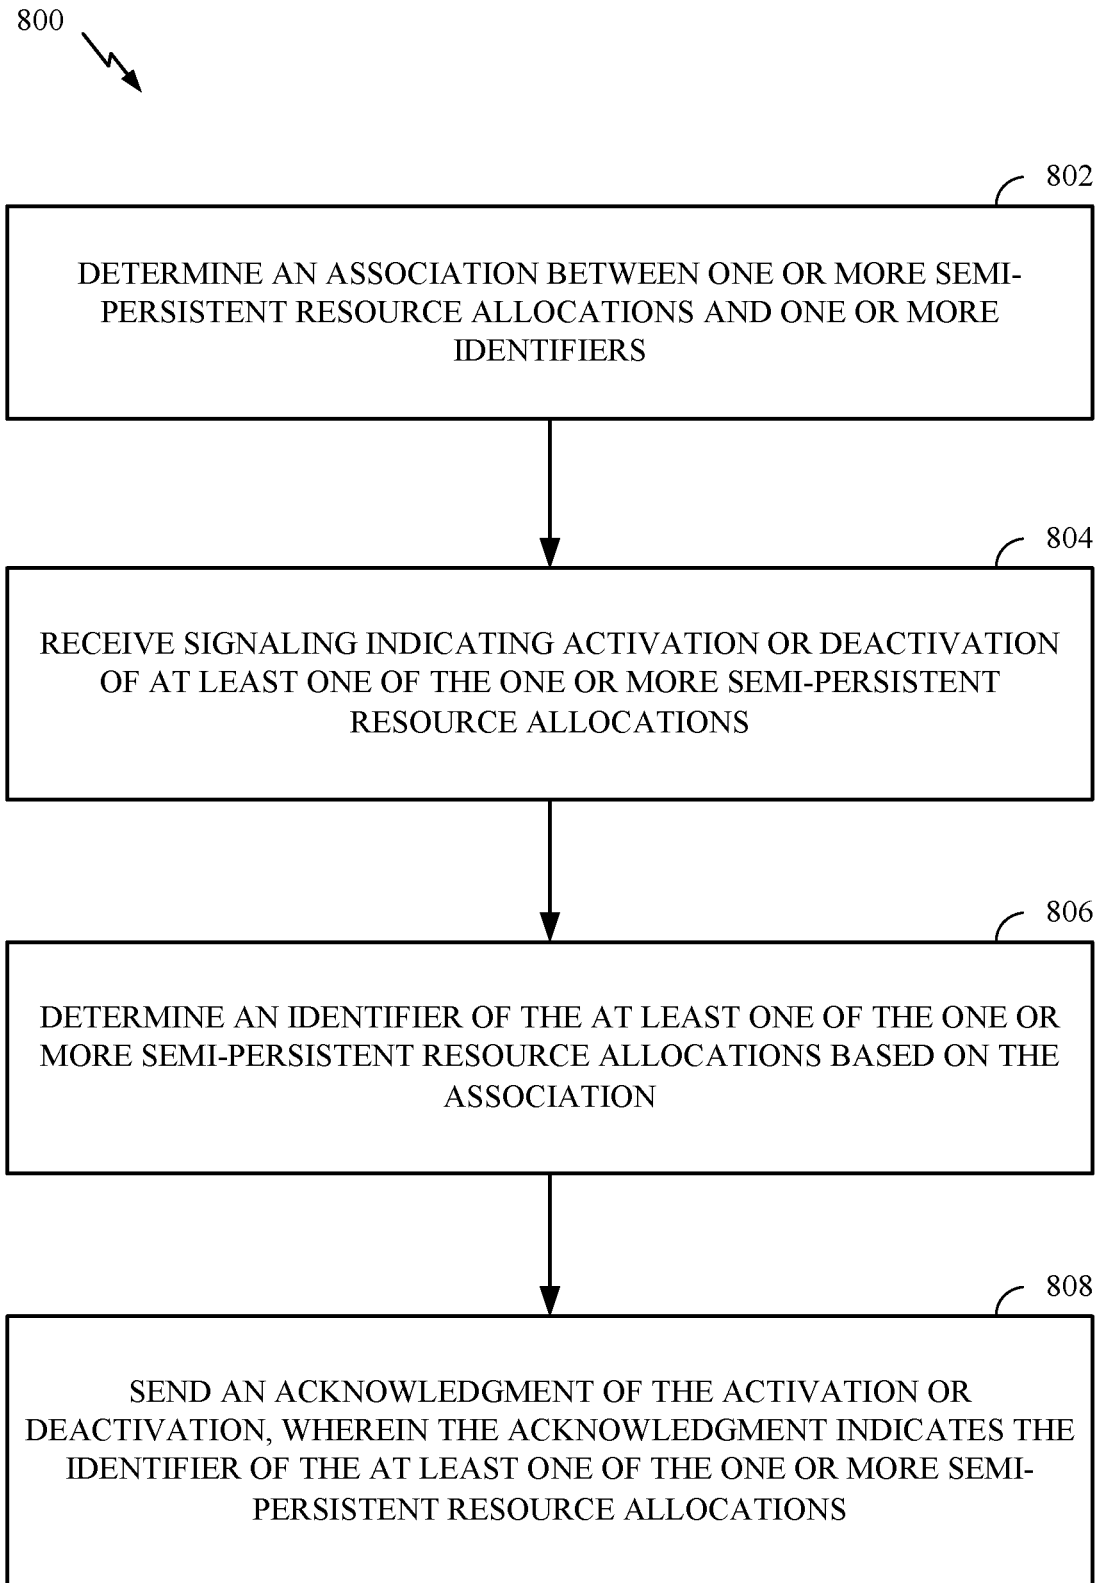 800
802
DETERMINE AN ASSOCIATION BETWEEN ONE OR MORE SEMI-
PERSISTENT RESOURCE ALLOCATIONS AND ONE OR MORE
IDENTIFIERS
804
RECEIVE SIGNALING INDICATING ACTIVATION OR DEACTIVATION
OF AT LEAST ONE OF THE ONE OR MORE SEMI-PERSISTENT
RESOURCE ALLOCATIONS
806
DETERMINE AN IDENTIFIER OF THE AT LEAST ONE OF THE ONE OR
MORE SEMI-PERSISTENT RESOURCE ALLOCATIONS BASED ON THE
ASSOCIATION
808
SEND AN ACKNOWLEDGMENT OF THE ACTIVATION OR
DEACTIVATION, WHEREIN THE ACKNOWLEDGMENT INDICATES THE
IDENTIFIER OF THE AT LEAST ONE OF THE ONE OR MORE SEMI-
PERSISTENT RESOURCE ALLOCATIONS